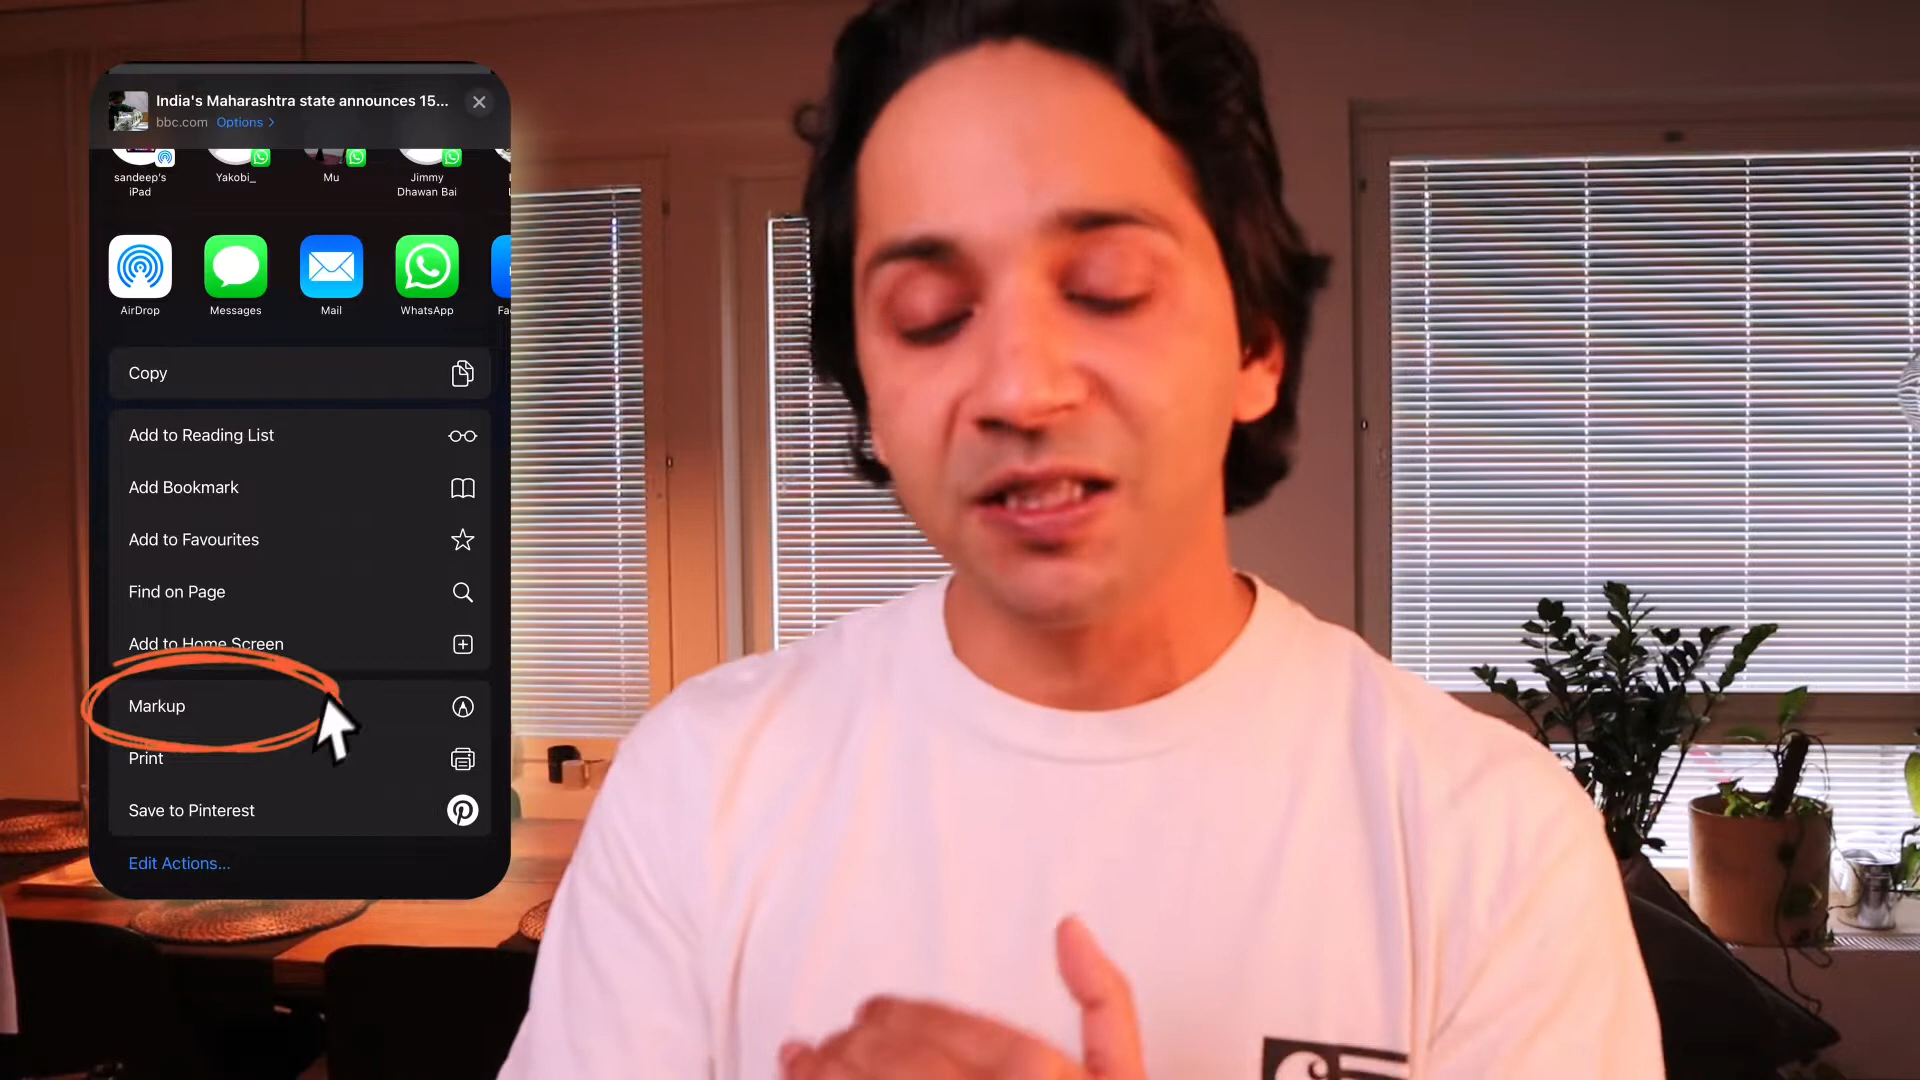 India's Maharashtra state announces 15...
bbc.com Options >
sandeep's
iPad
Yakobi_
Mu
Jimmy
Dhawan Bai
AirDrop
Messages
Mail
WhatsApp
Copy
Add to Reading List
Add Bookmark
Add to Favourites
Find on Page
Add to Home Screen
Markup
Print
Save to Pinterest
Edit Actions...